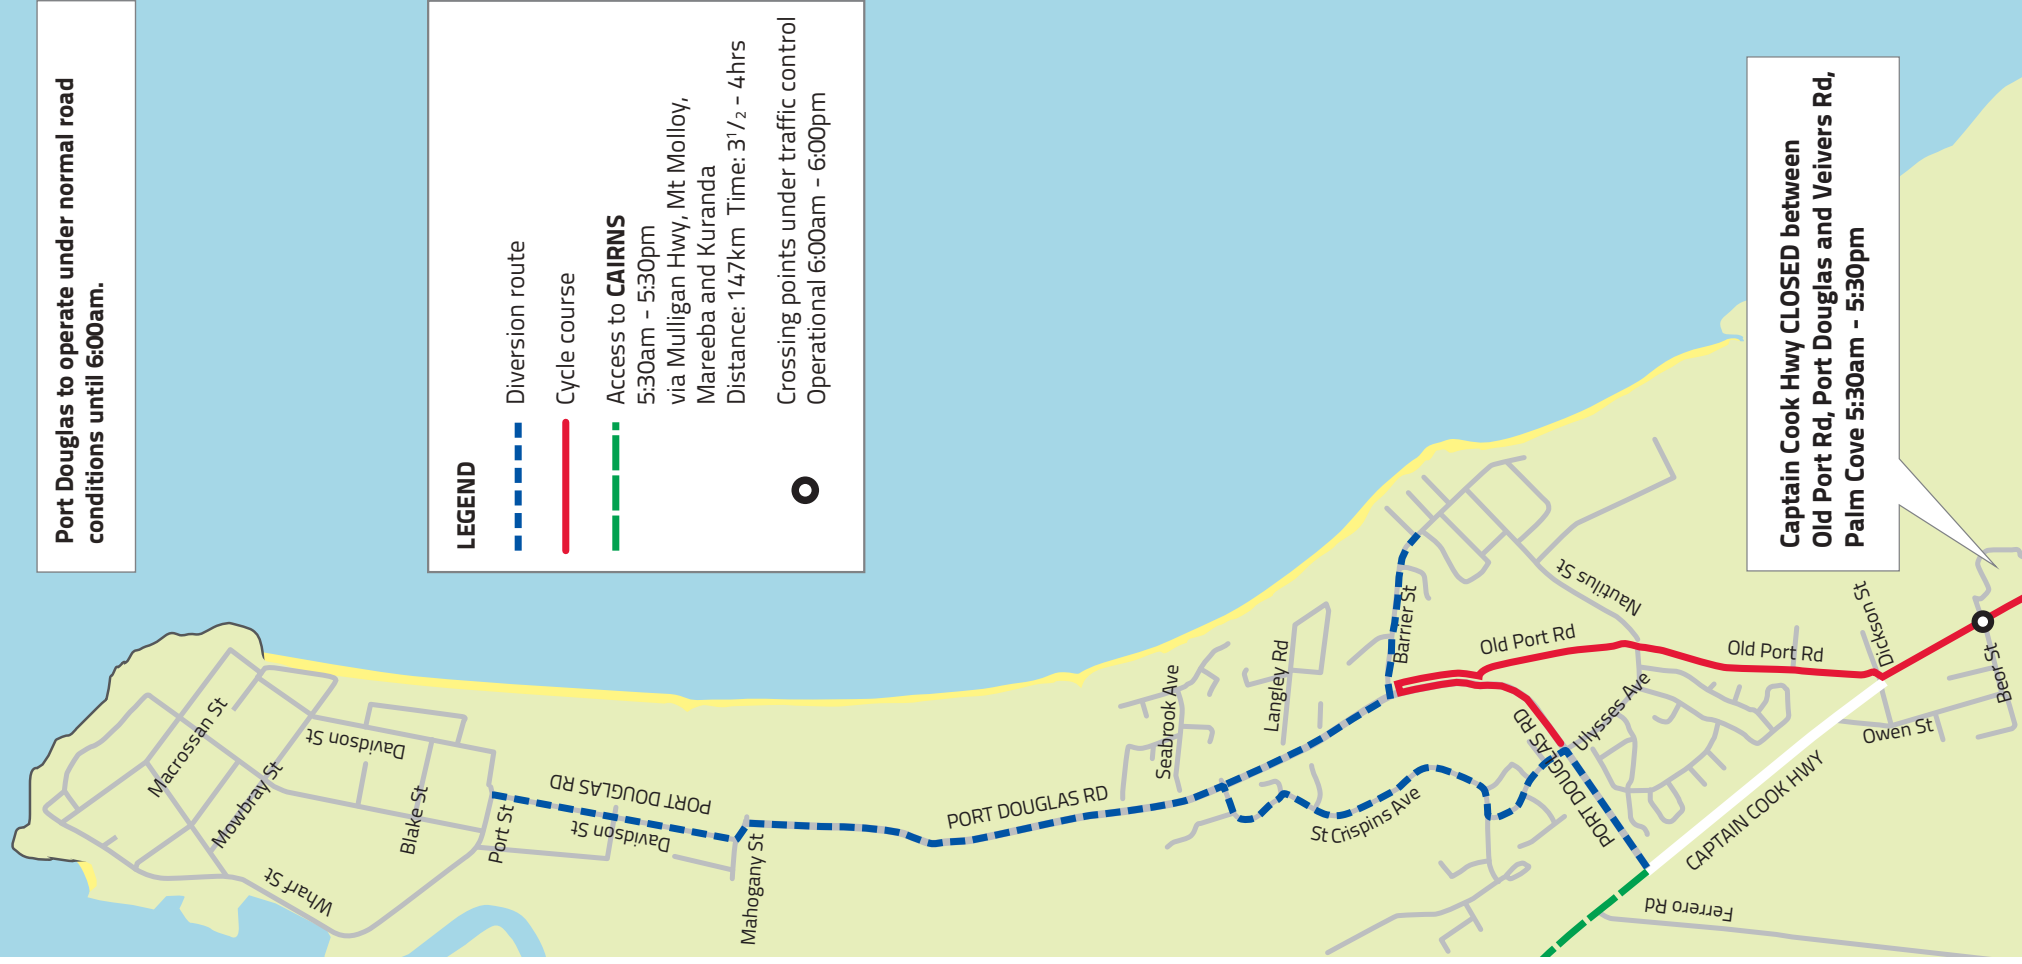 Port Douglas to operate under normal road
conditions until 6:00am.
LEGEND
Diversion route
Cycle course
Access to CAIRNS
5:30am - 5:30pm
via Mulligan Hwy, Mt Molloy,
Mareeba and Kuranda
Distance: 147km Time: 3 1/2 - 4hrs
Crossing points under traffic control
Operational 6:00am - 6:00pm
Captain Cook Hwy CLOSED between
Old Port Rd, Port Douglas and Veivers Rd,
Palm Cove 5:30am - 5:30pm
Macrossan St
Davidson St
Mowbray St
Wharf St
Blake St
Port St
PORT DOUGLAS RD
Davidson St
Mahogany St
PORT DOUGLAS RD
Seabrook Ave
Langley Rd
Barrier St
St Crispins Ave
Nautilus St
Old Port Rd
Old Port Rd
PORT DOUGLAS RD
Ulysses Ave
Dickson St
Beor St
Owen St
CAPTAIN COOK HWY
Ferrero Rd